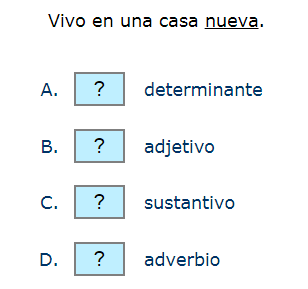 Vivo en una casa nueva.
A. ? determinante
B. ? adjetivo
C. ? sustantivo
D. ? adverbio